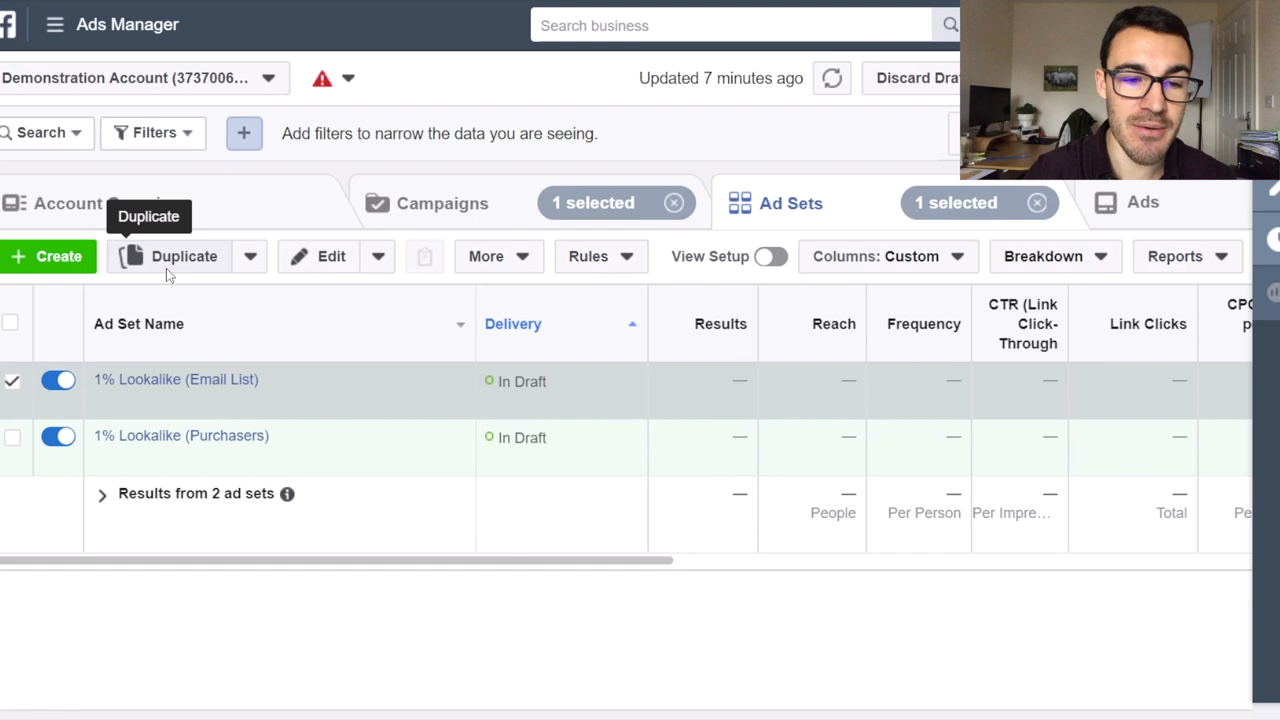 Ads Manager
Search business
Demonstration Account (3737006...
Updated 7 minutes ago
Discard Dra
Search
Filters
+
Add filters to narrow the data you are seeing.
Account
Campaigns
1 selected
Ad Sets
1 selected
Ads
Duplicate
+ Create
Duplicate
Edit
More
Rules
View Setup
Columns: Custom
Breakdown
Reports
Ad Set Name
Delivery
Results
Reach
Frequency
CTR (Link
Click-
Through
Link Clicks
CPC
p
1% Lookalike (Email List)
In Draft
—
—
—
—
—
1% Lookalike (Purchasers)
In Draft
—
—
—
—
—
Results from 2 ad sets
—
—
People
—
Per Person
—
Per Impre...
—
Total
Pe